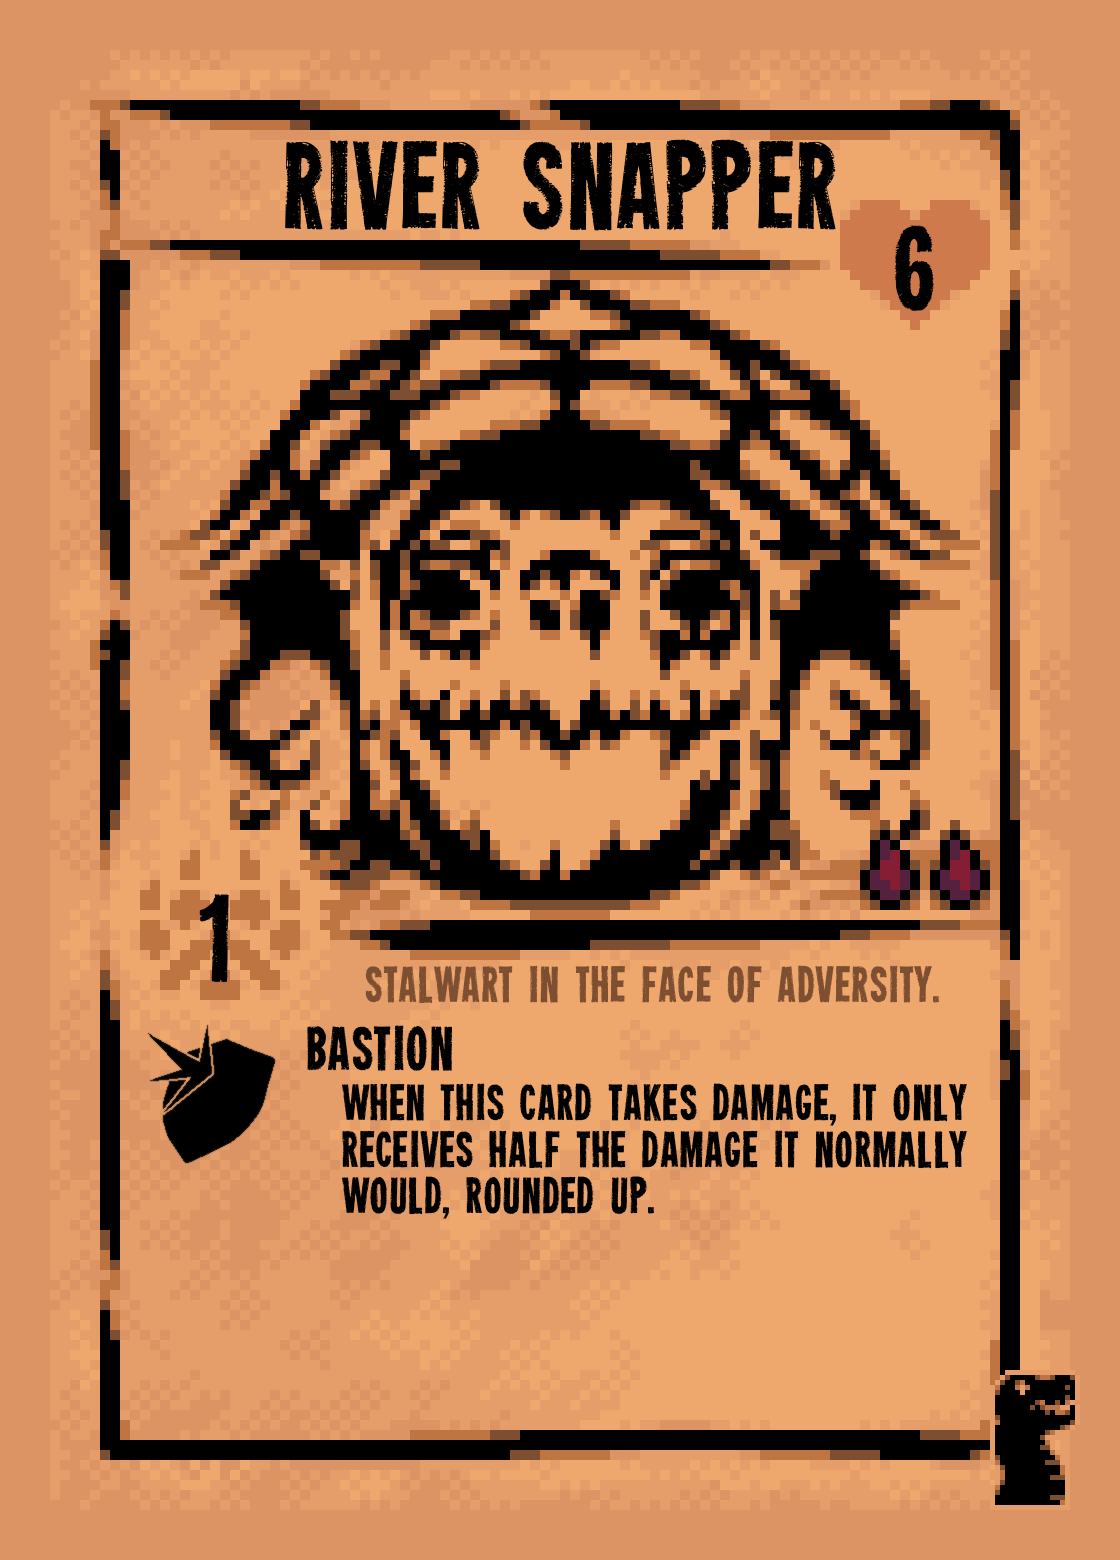 RIVER SNAPPER
6
1
STALWART IN THE FACE OF ADVERSITY.
BASTION
WHEN THIS CARD TAKES DAMAGE, IT ONLY
RECEIVES HALF THE DAMAGE IT NORMALLY
WOULD, ROUNDED UP.